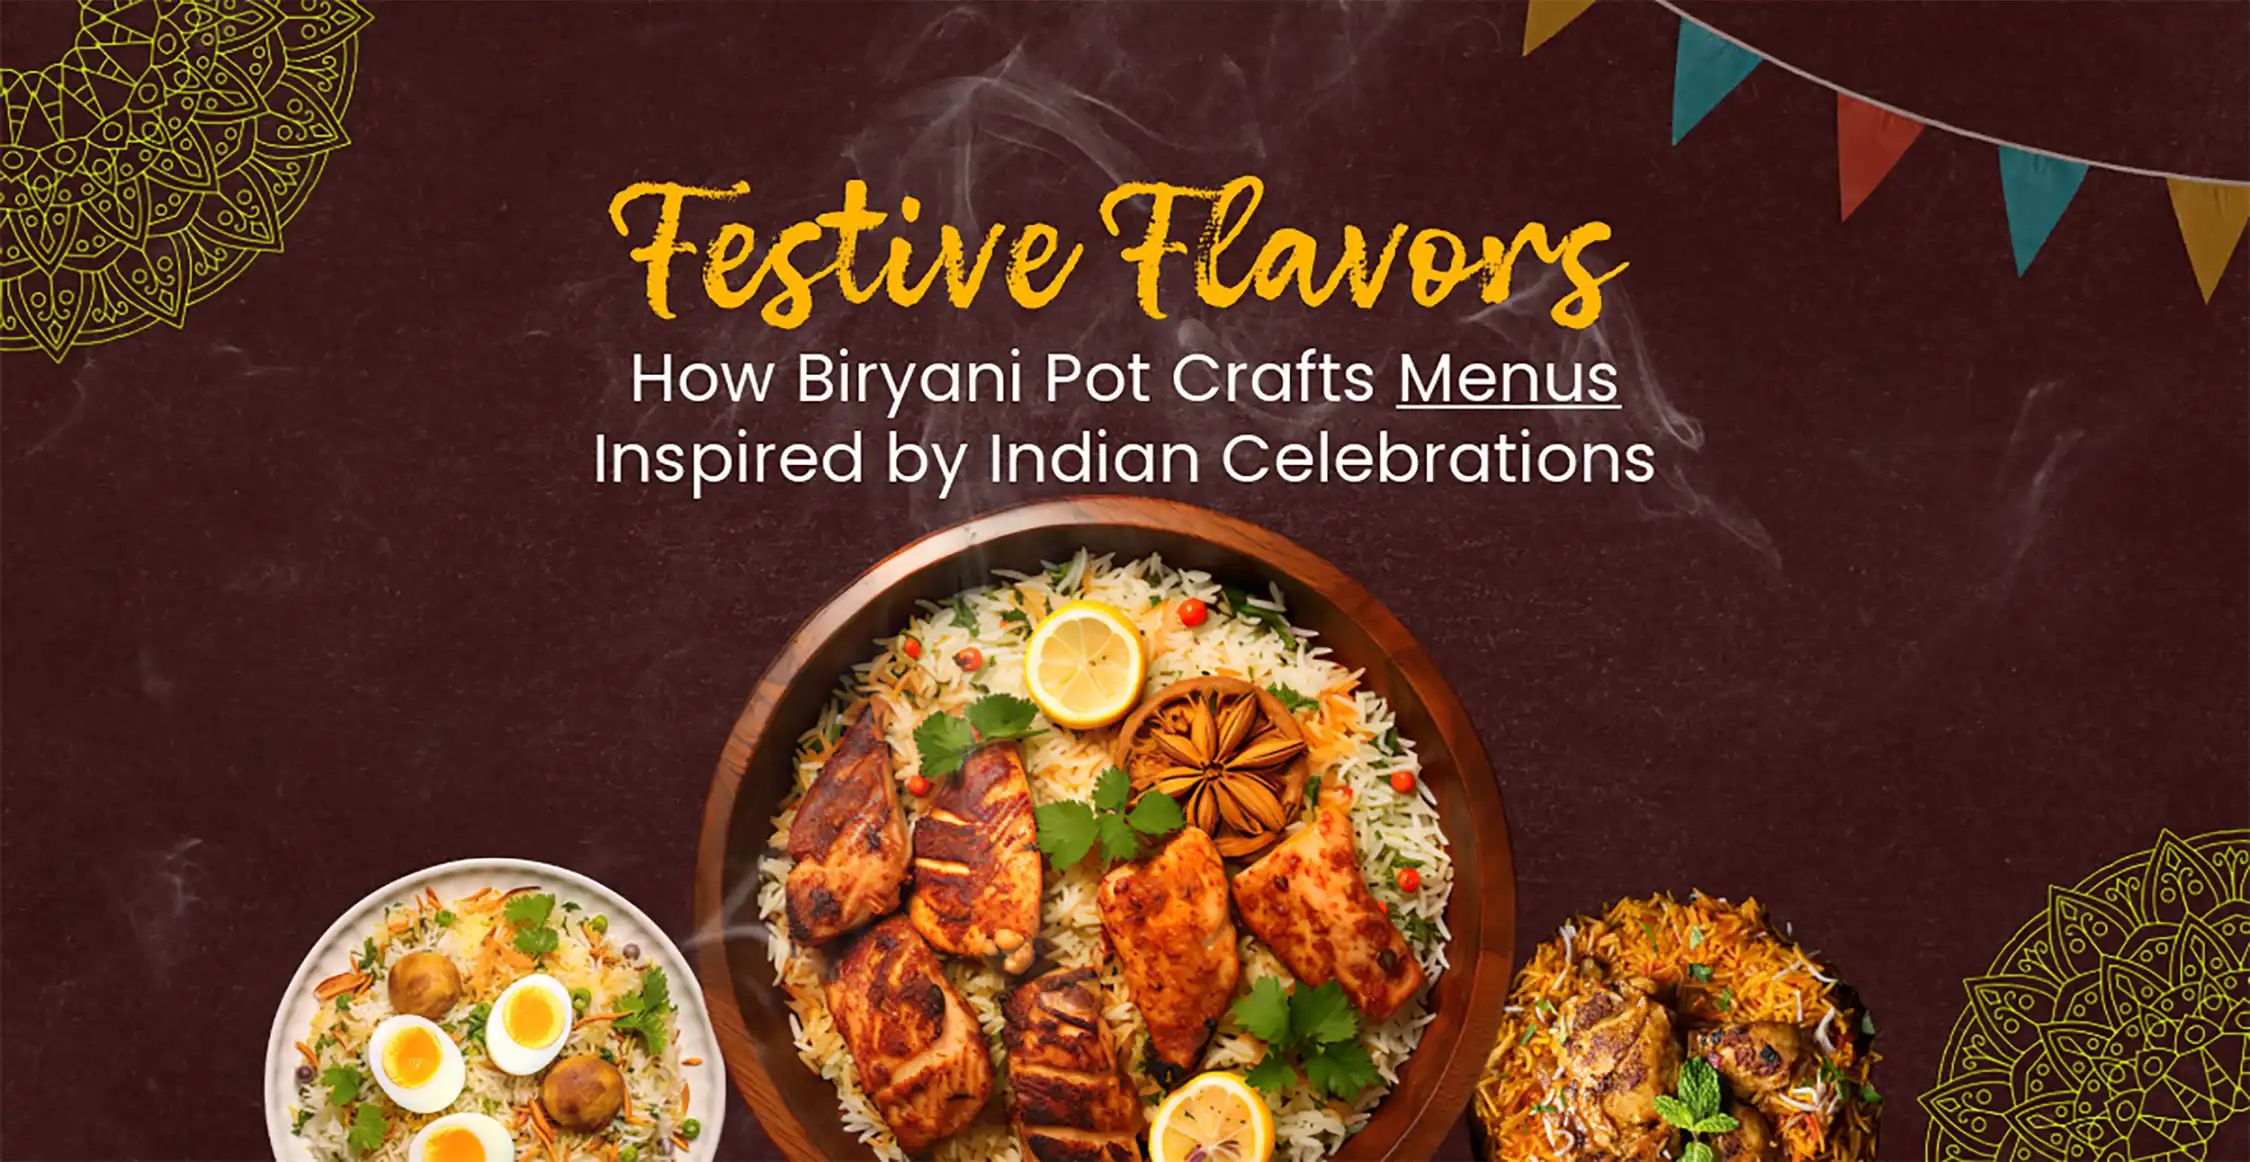 Festive Flavors
How Biryani Pot Crafts Menus
Inspired by Indian Celebrations